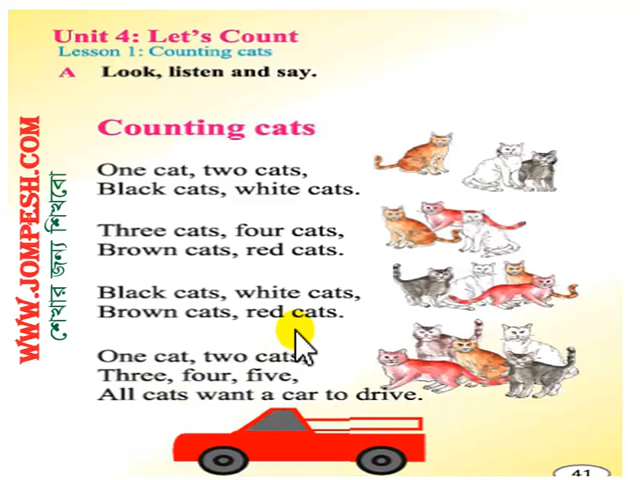 Unit 4: Let's Count
Lesson 1: Counting cats
A Look, listen and say.
Counting cats
One cat, two cats,
Black cats, white cats.
Three cats, four cats,
Brown cats, red cats.
Black cats, white cats,
Brown cats, red cats.
One cat, two cats,
Three, four, five,
All cats want a car to drive.
WWW.JOMPESH.COM
শেখার জন্য শিখবো
41